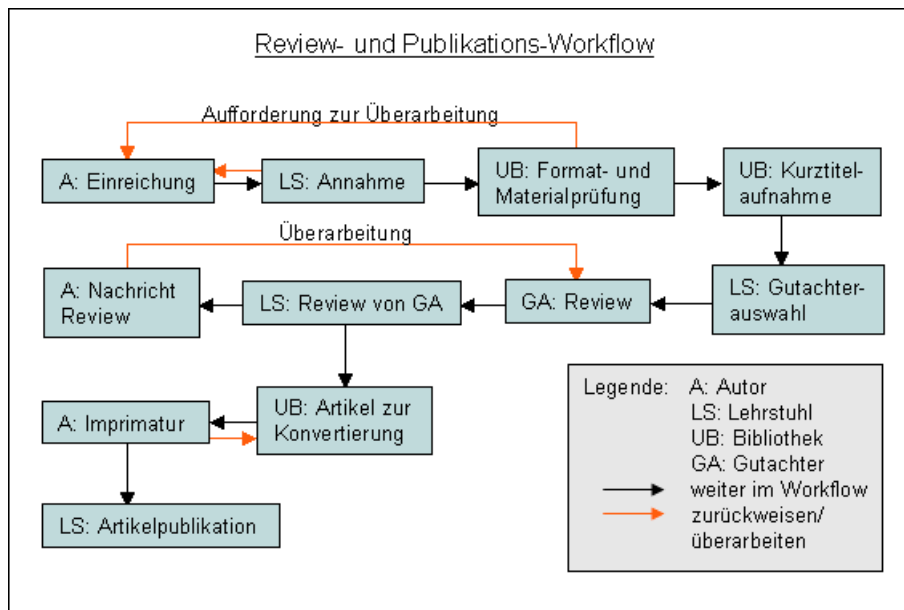 Review- und Publikations-Workflow
Aufforderung zur Überarbeitung
A: Einreichung
LS: Annahme
UB: Format- und
Materialprüfung
UB: Kurztitel-
aufnahme
Überarbeitung
A: Nachricht
Review
LS: Review von GA
GA: Review
LS: Gutachter-
auswahl
A: Imprimatur
UB: Artikel zur
Konvertierung
LS: Artikelpublikation
Legende: A: Autor
LS: Lehrstuhl
UB: Bibliothek
GA: Gutachter
weiter im Workflow
zurückweisen/
überarbeiten